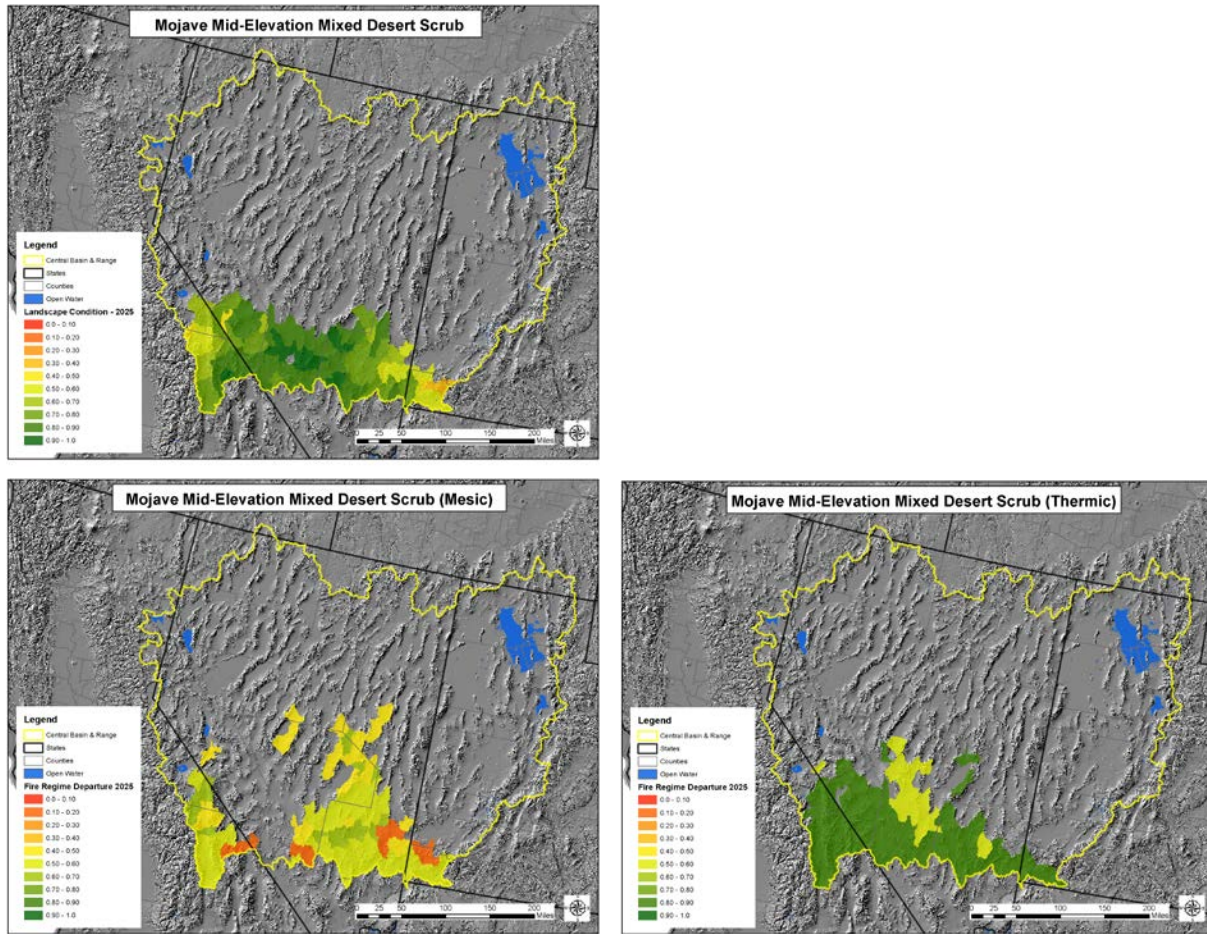 Mojave Mid-Elevation Mixed Desert Scrub
Legend
Central Basin & Range
States
Counties
Open Water
Landscape Condition - 2025
0.0 - 0.10
0.10 - 0.20
0.20 - 0.30
0.30 - 0.40
0.40 - 0.50
0.50 - 0.60
0.60 - 0.70
0.70 - 0.80
0.80 - 0.90
0.90 - 1.0
0 25 50 100 150 200
Miles
Mojave Mid-Elevation Mixed Desert Scrub (Mesic)
Legend
Central Basin & Range
States
Counties
Open Water
Fire Regime Departure 2025
0.0 - 0.10
0.10 - 0.20
0.20 - 0.30
0.30 - 0.40
0.40 - 0.50
0.50 - 0.60
0.60 - 0.70
0.70 - 0.80
0.80 - 0.90
0.90 - 1.0
0 25 50 100 150 200
Miles
Mojave Mid-Elevation Mixed Desert Scrub (Thermic)
Legend
Central Basin & Range
States
Counties
Open Water
Fire Regime Departure 2025
0.0 - 0.10
0.10 - 0.20
0.20 - 0.30
0.30 - 0.40
0.40 - 0.50
0.50 - 0.60
0.60 - 0.70
0.70 - 0.80
0.80 - 0.90
0.90 - 1.0
0 25 50 100 150 200
Miles